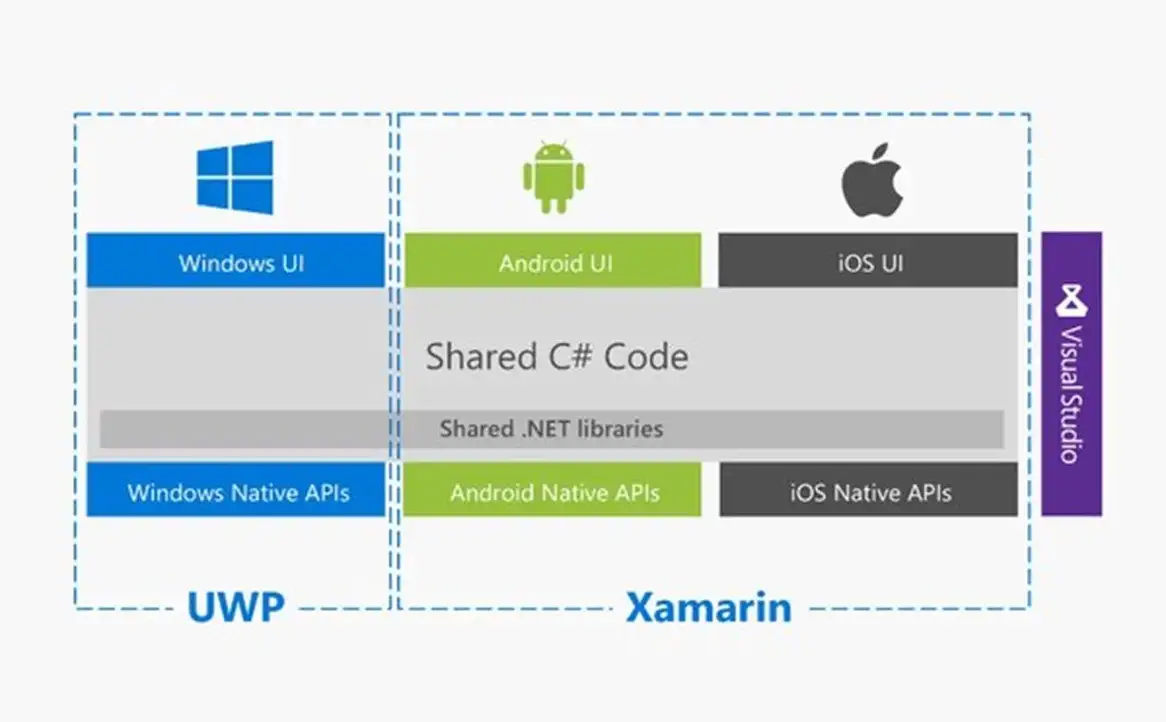 Windows UI
Android UI
iOS UI
Shared C# Code
Shared .NET libraries
Windows Native APIs
Android Native APIs
iOS Native APIs
Visual Studio
UWP
Xamarin